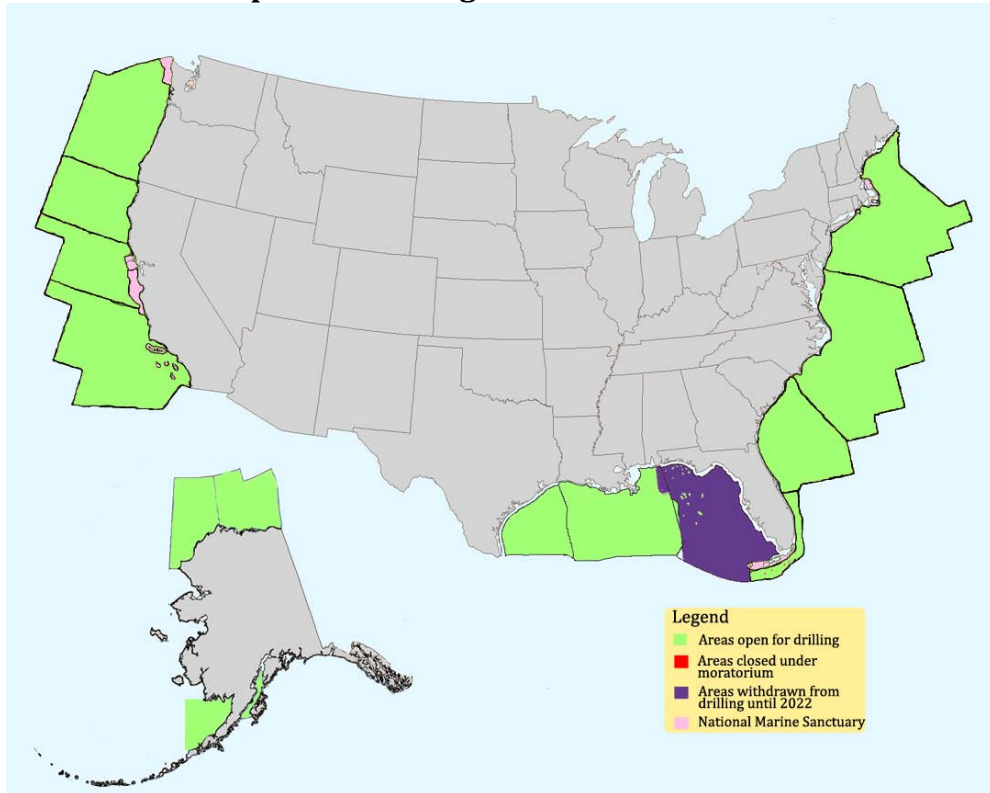 Legend
Areas open for drilling
Areas closed under
moratorium
Areas withdrawn from
drilling until 2022
National Marine Sanctuary